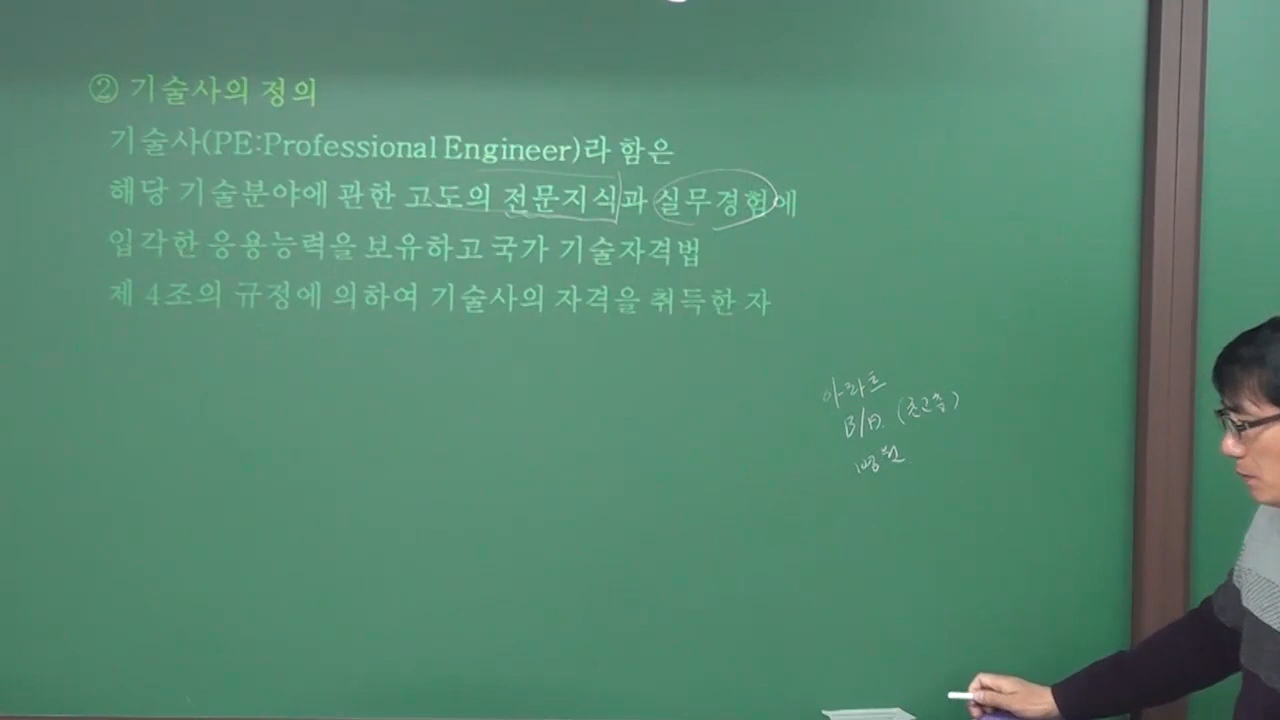 ② 기술사의 정의
기술사(PE:Professional Engineer)라 함은
해당 기술분야에 관한 고도의 전문지식과 실무경험에
입각한 응용능력을 보유하고 국가 기술자격법
제 4조의 규정에 의하여 기술사의 자격을 취득한 자
아파트
B/D. (초고층)
병원